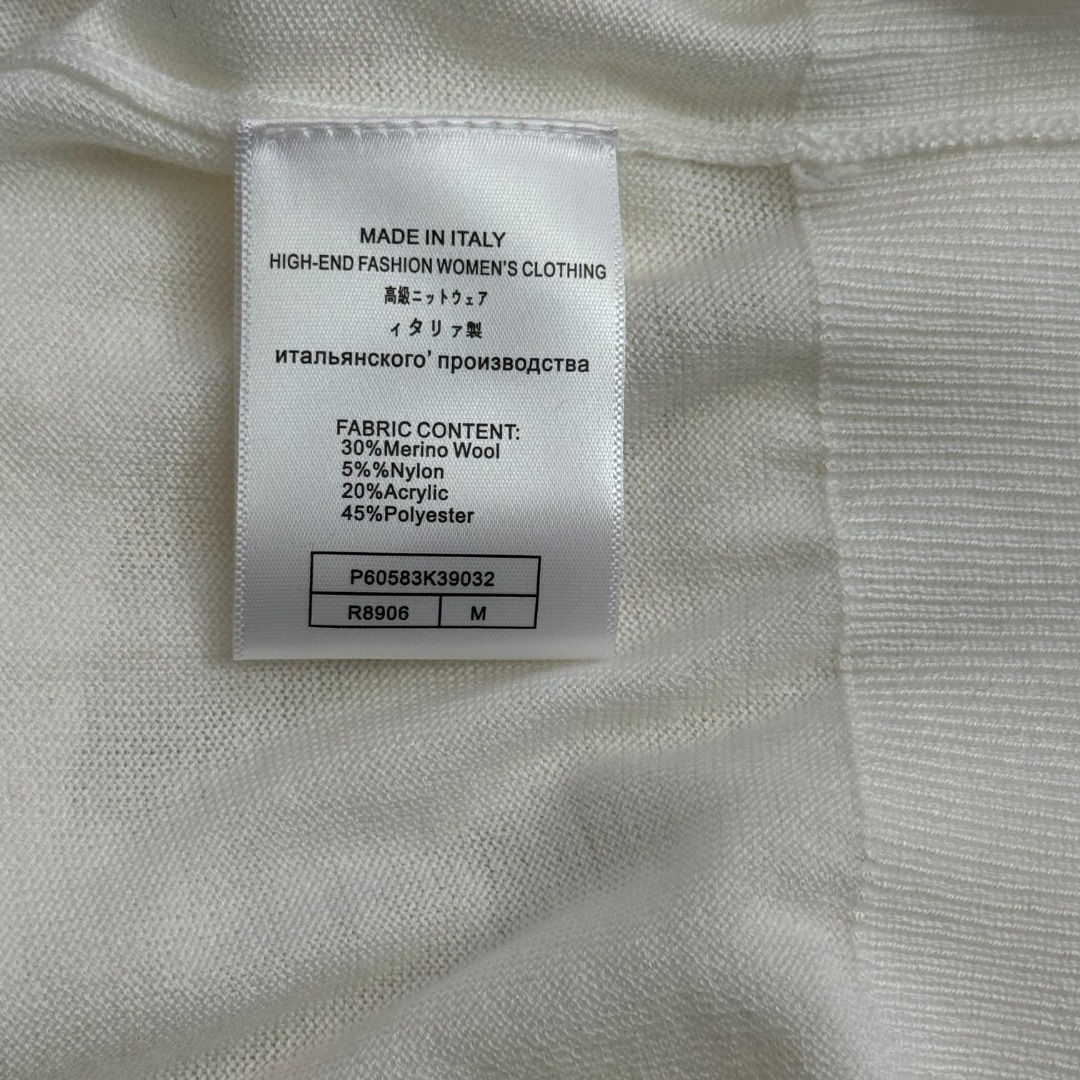 MADE IN ITALY
HIGH-END FASHION WOMEN'S CLOTHING
高級ニットウェア
ィタリァ製
итальянского' производства
FABRIC CONTENT:
30%Merino Wool
5%%Nylon
20%Acrylic
45%Polyester
P60583K39032
R8906 M